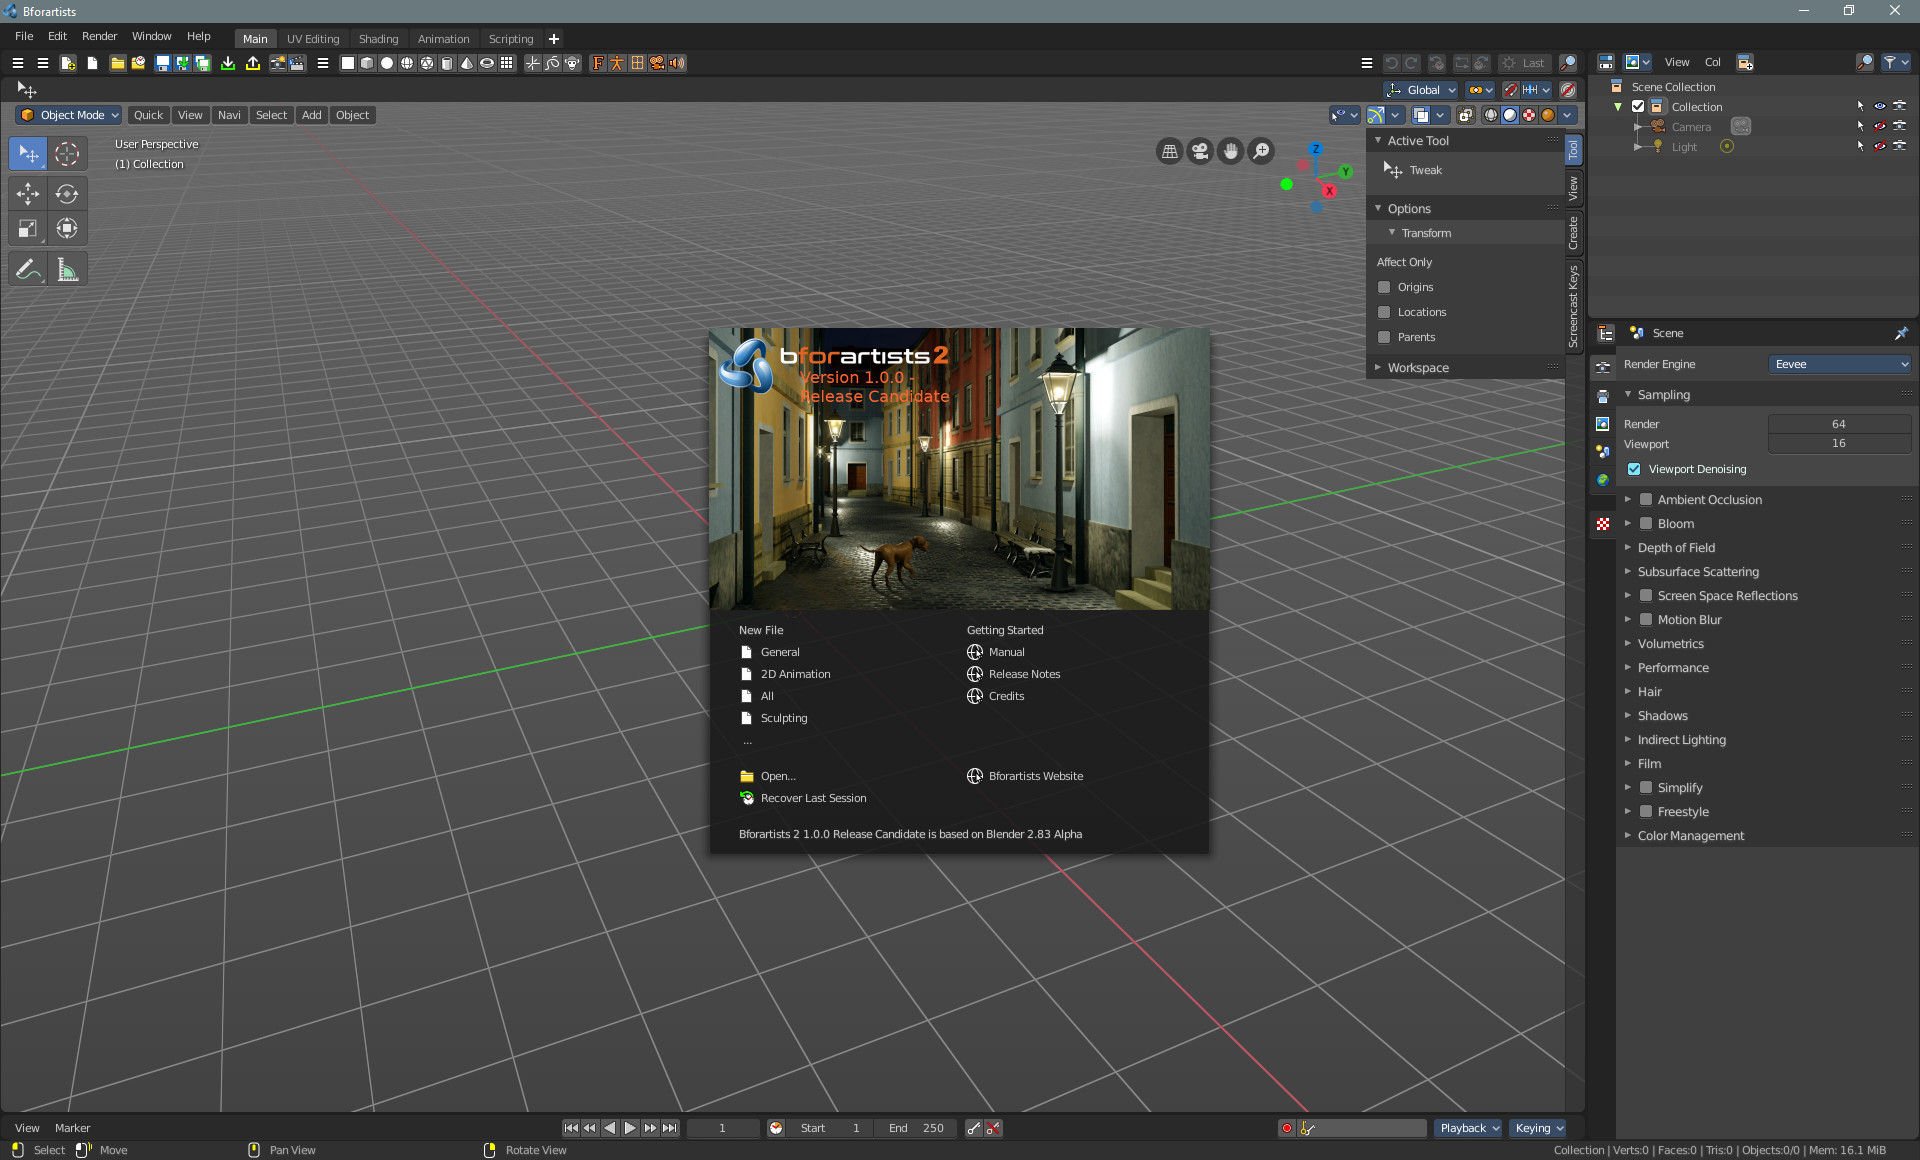 Bforartists
File Edit Render Window Help Main UV Editing Shading Animation Scripting +
Last
View Col
Global
Object Mode Quick View Navi Select Add Object
User Perspective
(1) Collection
Z
Y
X
Active Tool
Tweak
Options
Transform
Affect Only
Origins
Locations
Parents
Workspace
Tool
View
Create
Screencast Keys
Scene Collection
Collection
Camera
Light
Scene
Render Engine Eevee
Sampling
Render 64
Viewport 16
Viewport Denoising
Ambient Occlusion
Bloom
Depth of Field
Subsurface Scattering
Screen Space Reflections
Motion Blur
Volumetrics
Performance
Hair
Shadows
Indirect Lighting
Film
Simplify
Freestyle
Color Management
bforartists 2
Version 1.0.0 -
Release Candidate
New File
General
2D Animation
All
Sculpting
...
Open...
Recover Last Session
Getting Started
Manual
Release Notes
Credits
Bforartists Website
Bforartists 2 1.0.0 Release Candidate is based on Blender 2.83 Alpha
View Marker 1 Start 1 End 250 Playback Keying
Select Move Pan View Rotate View Collection | Verts:0 | Faces:0 | Tris:0 | Objects:0/0 | Mem: 16.1 MiB